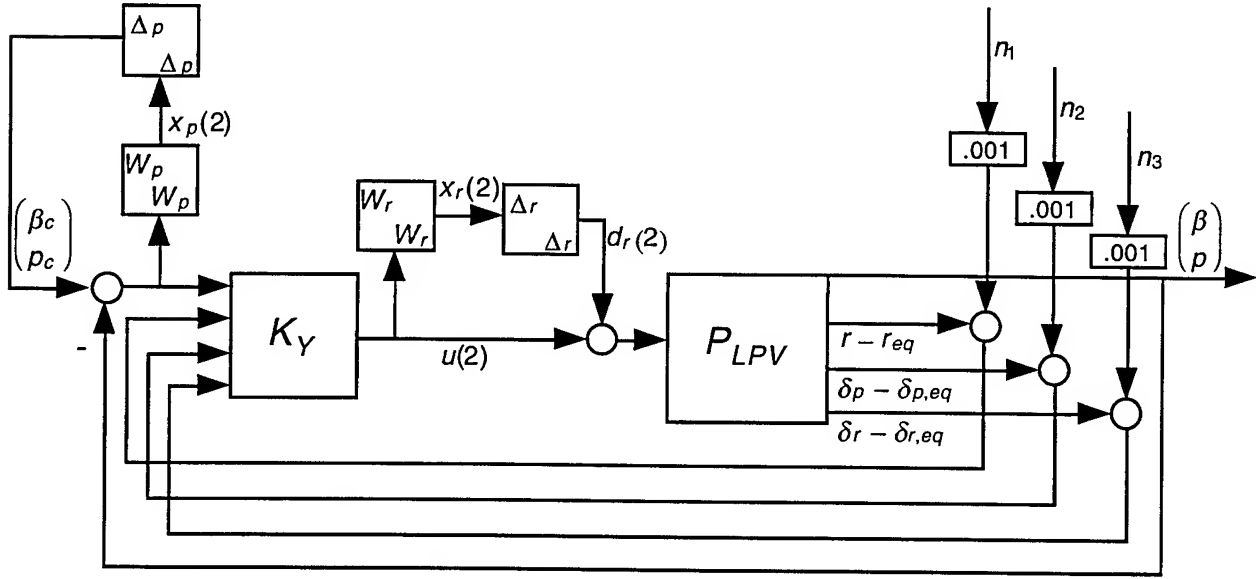 Δp
Δp
xp(2)
Wp
Wp
(βc
pc)
-
KY
Wr
Wr
xr(2)
Δr
Δr
dr(2)
u(2)
PLPV
n1
n2
n3
.001
.001
.001
(β
p)
r – req
δp – δp,eq
δr – δr,eq